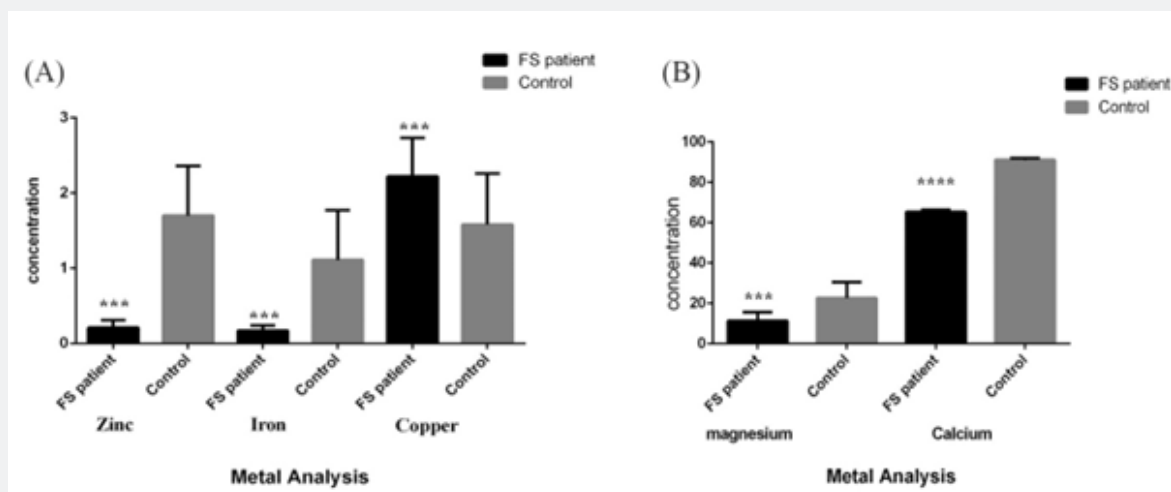 (A)
FS patient
Control
concentration
3
2
1
0
***
***
***
FS patient
Control
FS patient
Control
FS patient
Control
Zinc
Iron
Copper
Metal Analysis
(B)
FS patient
Control
concentration
100
80
60
40
20
0
***
****
FS patient
Control
FS patient
Control
magnesium
Calcium
Metal Analysis